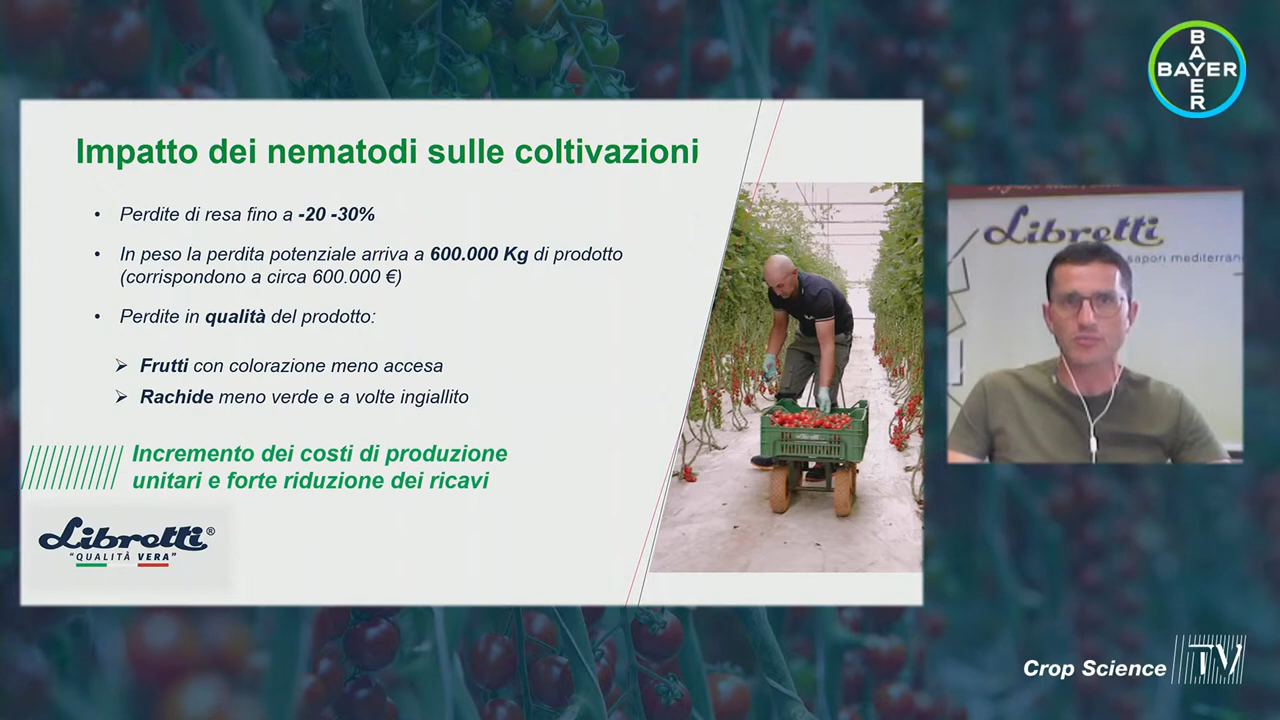 BAYER
BAYER
Impatto dei nematodi sulle coltivazioni
• Perdite di resa fino a -20 -30%
• In peso la perdita potenziale arriva a 600.000 Kg di prodotto
(corrispondono a circa 600.000 €)
• Perdite in qualità del prodotto:
➢ Frutti con colorazione meno accesa
➢ Rachide meno verde e a volte ingiallito
Incremento dei costi di produzione
unitari e forte riduzione dei ricavi
Libretti®
"QUALITÀ VERA"
Libretti
sapori mediterran
Crop Science TV